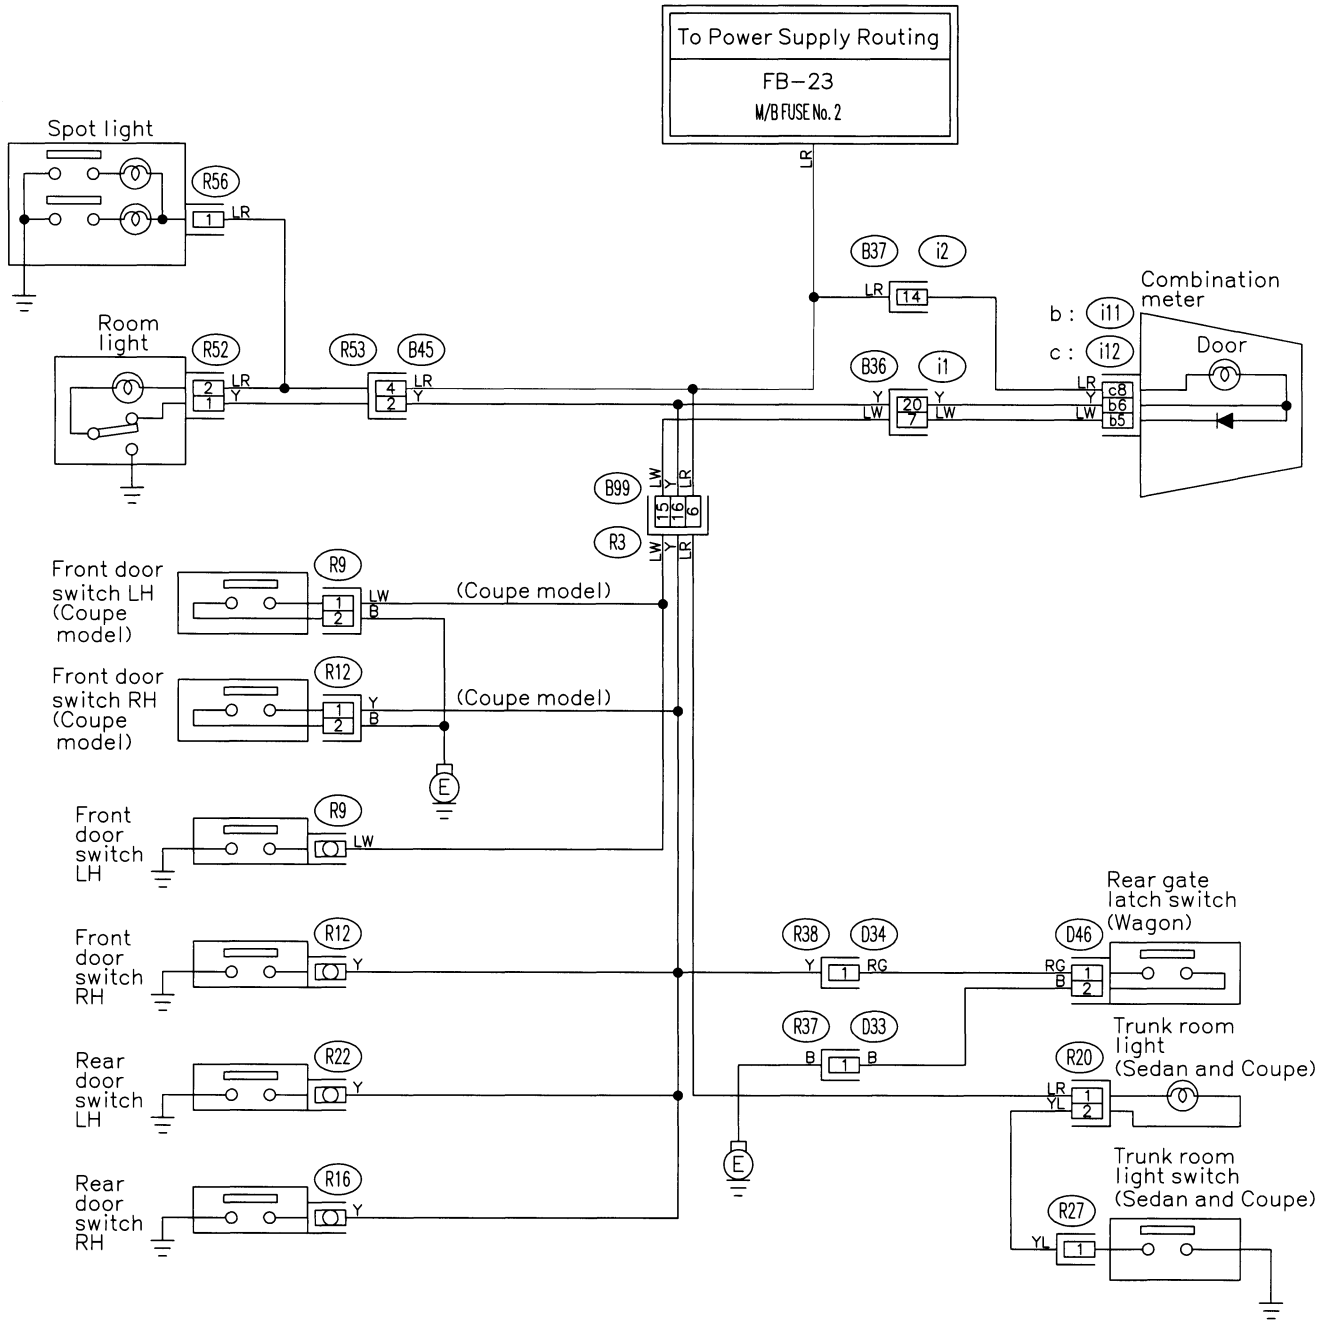 To Power Supply Routing
FB-23
M/B FUSE No. 2
LR
Spot light
R56
1 LR
Room
light
R52
2 LR
1 Y
R53 B45
4 LR
2 Y
B37 i2
LR 14
B36 i1
Y 20 Y
LW 7 LW
Combination
meter
b : i11
c : i12
Door
LR c8
Y b6
LW b5
LW Y LR
B99
15 16 6
R3
LW Y LR
Front door
switch LH
(Coupe
model)
R9
1 LW
2 B
(Coupe model)
Front door
switch RH
(Coupe
model)
R12
1 Y
2 B
(Coupe model)
E
Front
door
switch
LH
R9
LW
Front
door
switch
RH
R12
Y
R38 D34
Y 1 RG
Rear gate
latch switch
(Wagon)
D46
RG 1
B 2
R37 D33
B 1 B
E
Rear
door
switch
LH
R22
Y
Trunk room
light
(Sedan and Coupe)
R20
LR 1
YL 2
Rear
door
switch
RH
R16
Y
Trunk room
light switch
(Sedan and Coupe)
R27
YL 1